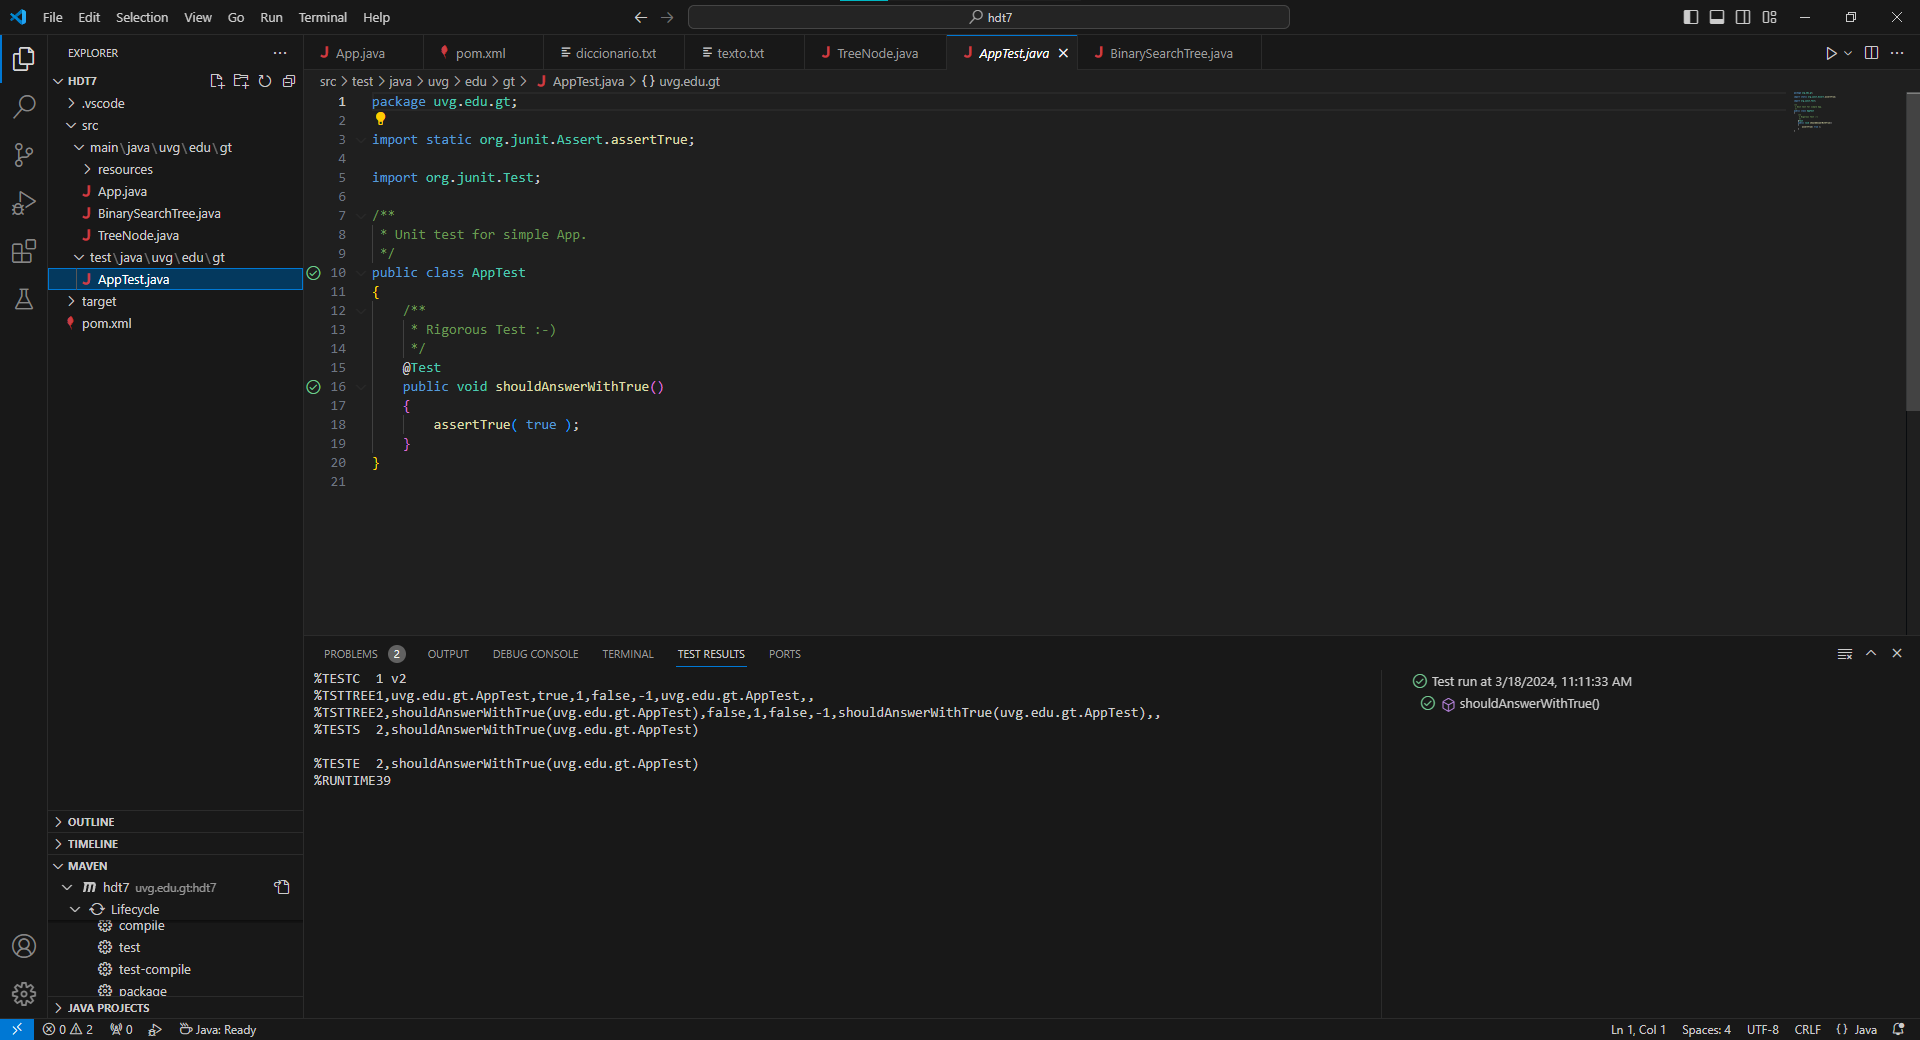 File Edit Selection View Go Run Terminal Help
hdt7
EXPLORER
HDT7
.vscode
src
main\java\uvg\edu\gt
resources
App.java
BinarySearchTree.java
TreeNode.java
test\java\uvg\edu\gt
AppTest.java
target
pom.xml
OUTLINE
TIMELINE
MAVEN
hdt7 uvg.edu.gt:hdt7
Lifecycle
compile
test
test-compile
package
JAVA PROJECTS
App.java pom.xml diccionario.txt texto.txt TreeNode.java AppTest.java BinarySearchTree.java
src > test > java > uvg > edu > gt > AppTest.java > {} uvg.edu.gt
1 package uvg.edu.gt;
2
3 import static org.junit.Assert.assertTrue;
4
5 import org.junit.Test;
6
7 /**
8 * Unit test for simple App.
9 */
10 public class AppTest
11 {
12 /**
13 * Rigorous Test :-)
14 */
15 @Test
16 public void shouldAnswerWithTrue()
17 {
18 assertTrue( true );
19 }
20 }
21
PROBLEMS 2 OUTPUT DEBUG CONSOLE TERMINAL TEST RESULTS PORTS
%TESTC 1 v2
%TSTTREE1,uvg.edu.gt.AppTest,true,1,false,-1,uvg.edu.gt.AppTest,,
%TSTTREE2,shouldAnswerWithTrue(uvg.edu.gt.AppTest),false,1,false,-1,shouldAnswerWithTrue(uvg.edu.gt.AppTest),,
%TESTS 2,shouldAnswerWithTrue(uvg.edu.gt.AppTest)
%TESTE 2,shouldAnswerWithTrue(uvg.edu.gt.AppTest)
%RUNTIME39
Test run at 3/18/2024, 11:11:33 AM
shouldAnswerWithTrue()
0 2 0 Java: Ready
Ln 1, Col 1 Spaces: 4 UTF-8 CRLF {} Java